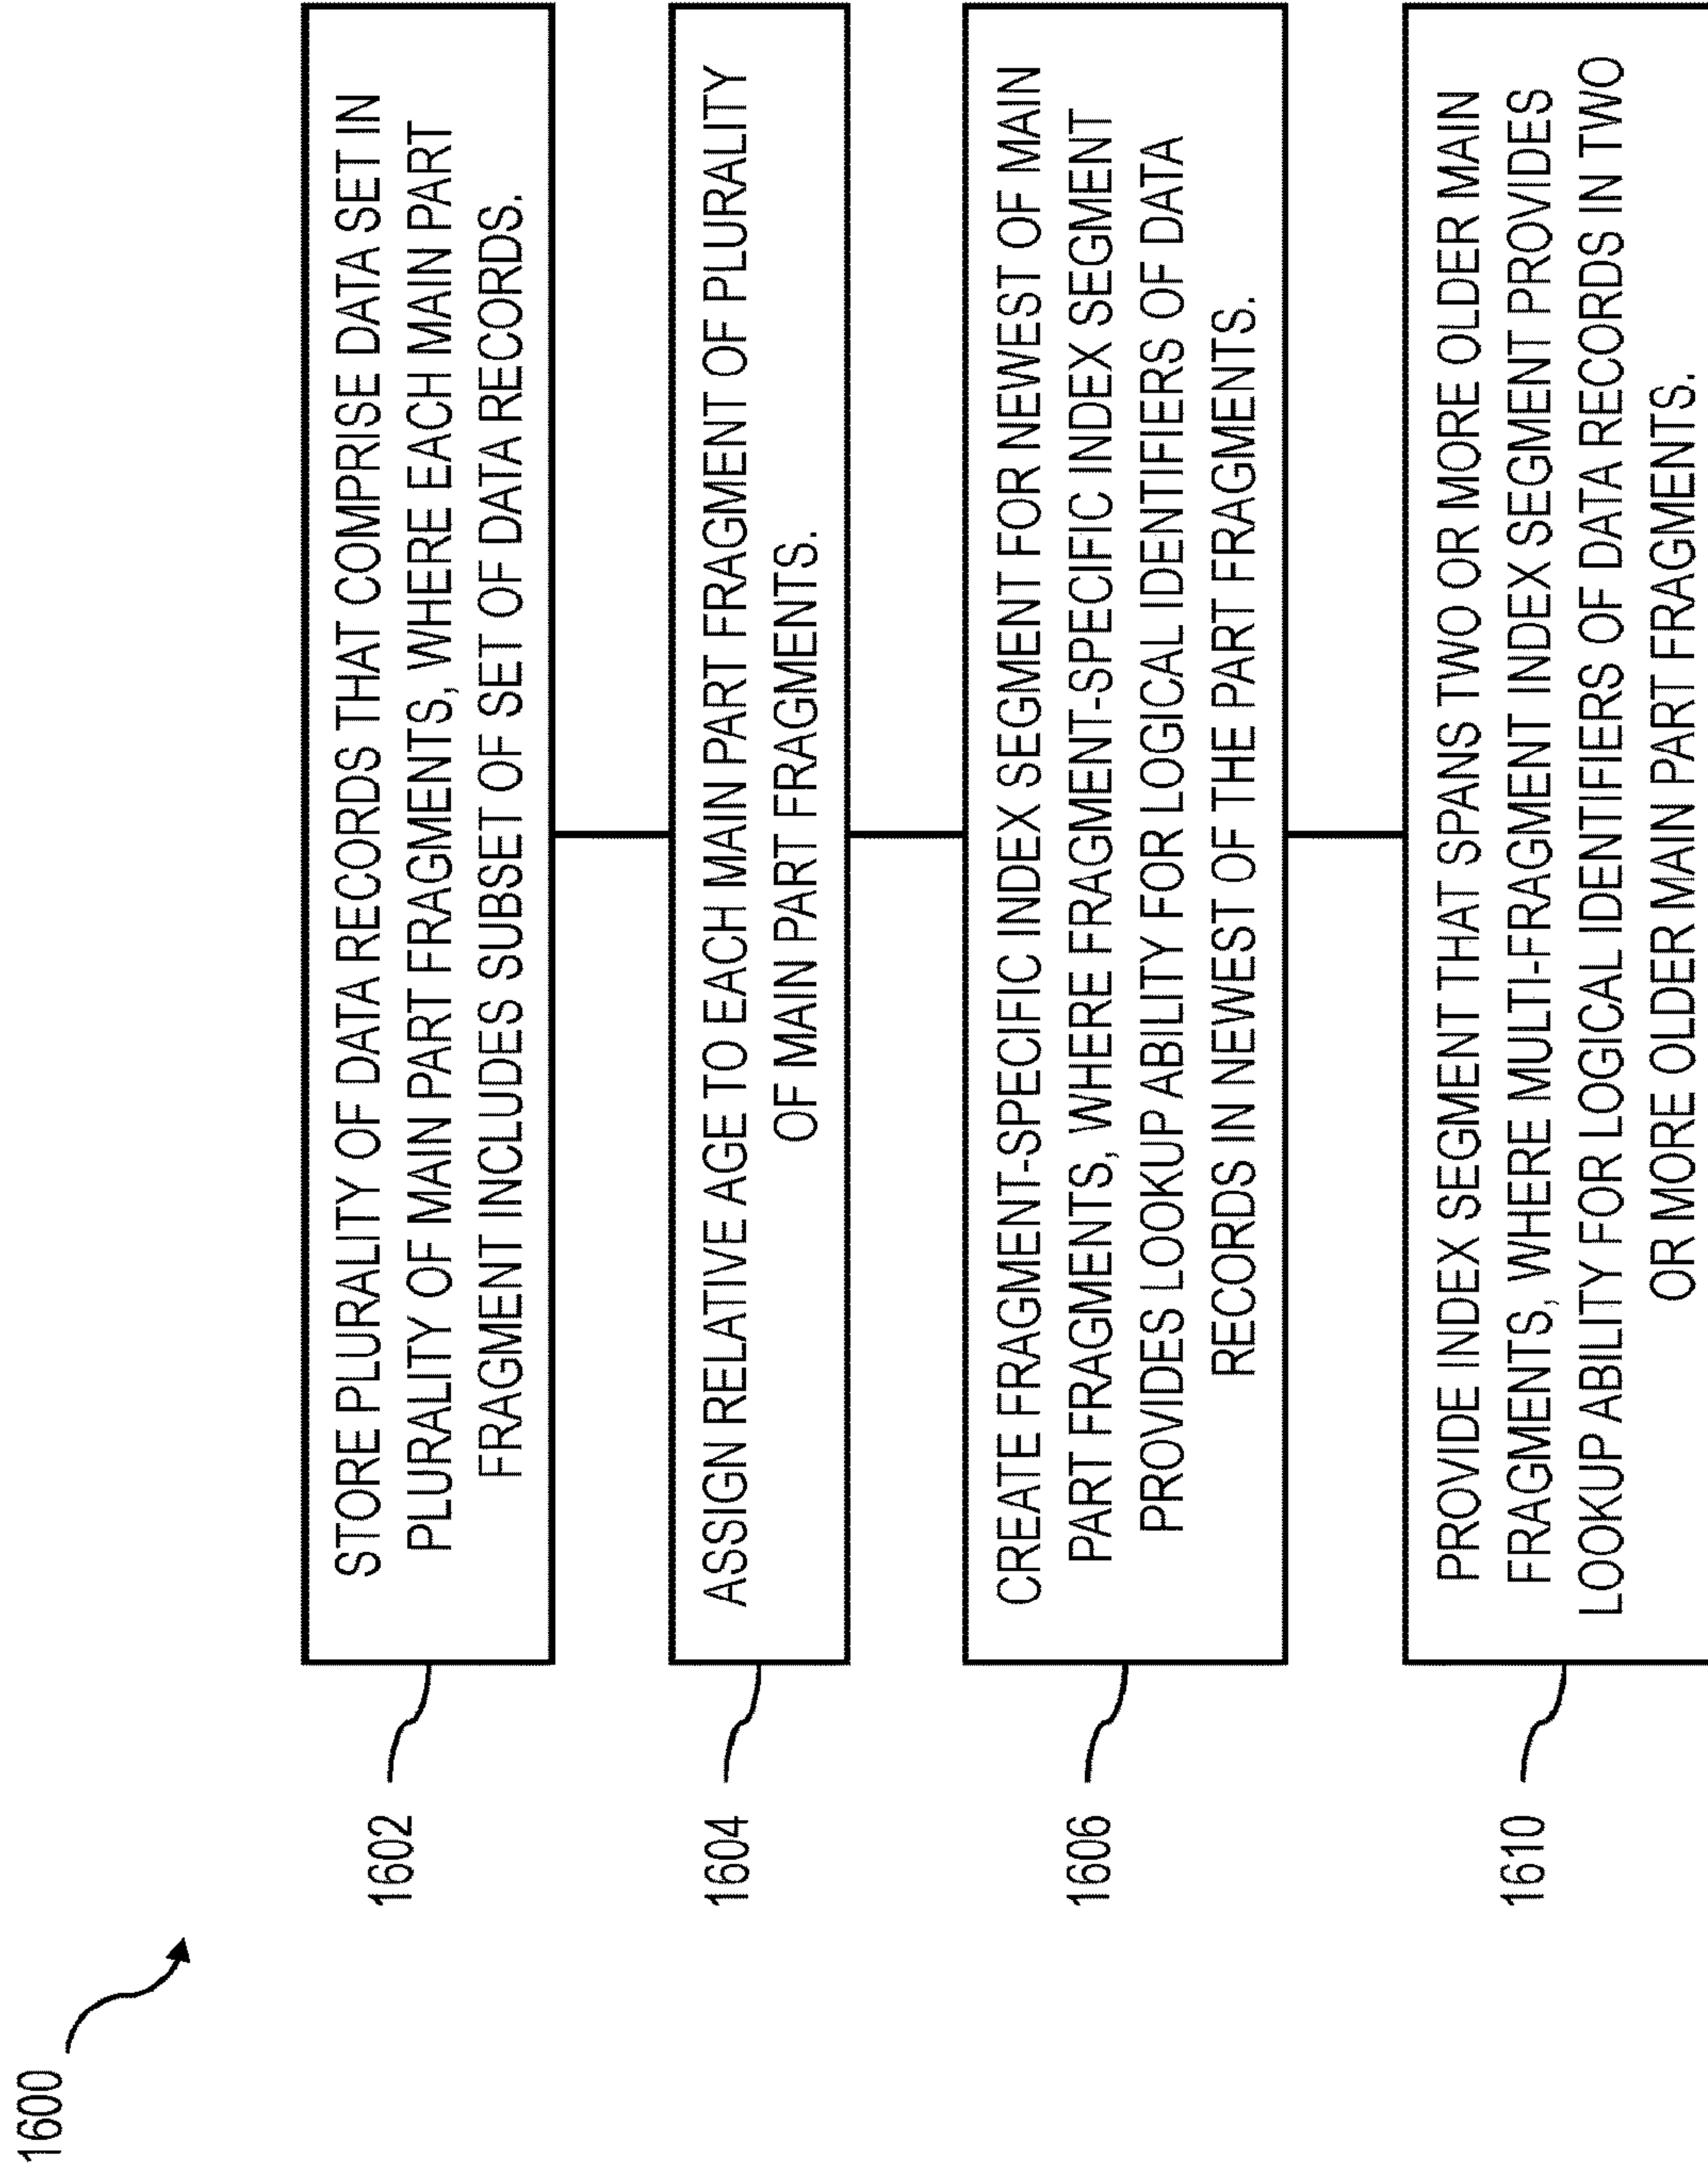 1600
1602
STORE PLURALITY OF DATA RECORDS THAT COMPRISE DATA SET IN
PLURALITY OF MAIN PART FRAGMENTS, WHERE EACH MAIN PART
FRAGMENT INCLUDES SUBSET OF SET OF DATA RECORDS.
1604
ASSIGN RELATIVE AGE TO EACH MAIN PART FRAGMENT OF PLURALITY
OF MAIN PART FRAGMENTS.
1606
CREATE FRAGMENT-SPECIFIC INDEX SEGMENT FOR NEWEST OF MAIN
PART FRAGMENTS, WHERE FRAGMENT-SPECIFIC INDEX SEGMENT
PROVIDES LOOKUP ABILITY FOR LOGICAL IDENTIFIERS OF DATA
RECORDS IN NEWEST OF THE PART FRAGMENTS.
1610
PROVIDE INDEX SEGMENT THAT SPANS TWO OR MORE OLDER MAIN
FRAGMENTS, WHERE MULTI-FRAGMENT INDEX SEGMENT PROVIDES
LOOKUP ABILITY FOR LOGICAL IDENTIFIERS OF DATA RECORDS IN TWO
OR MORE OLDER MAIN PART FRAGMENTS.